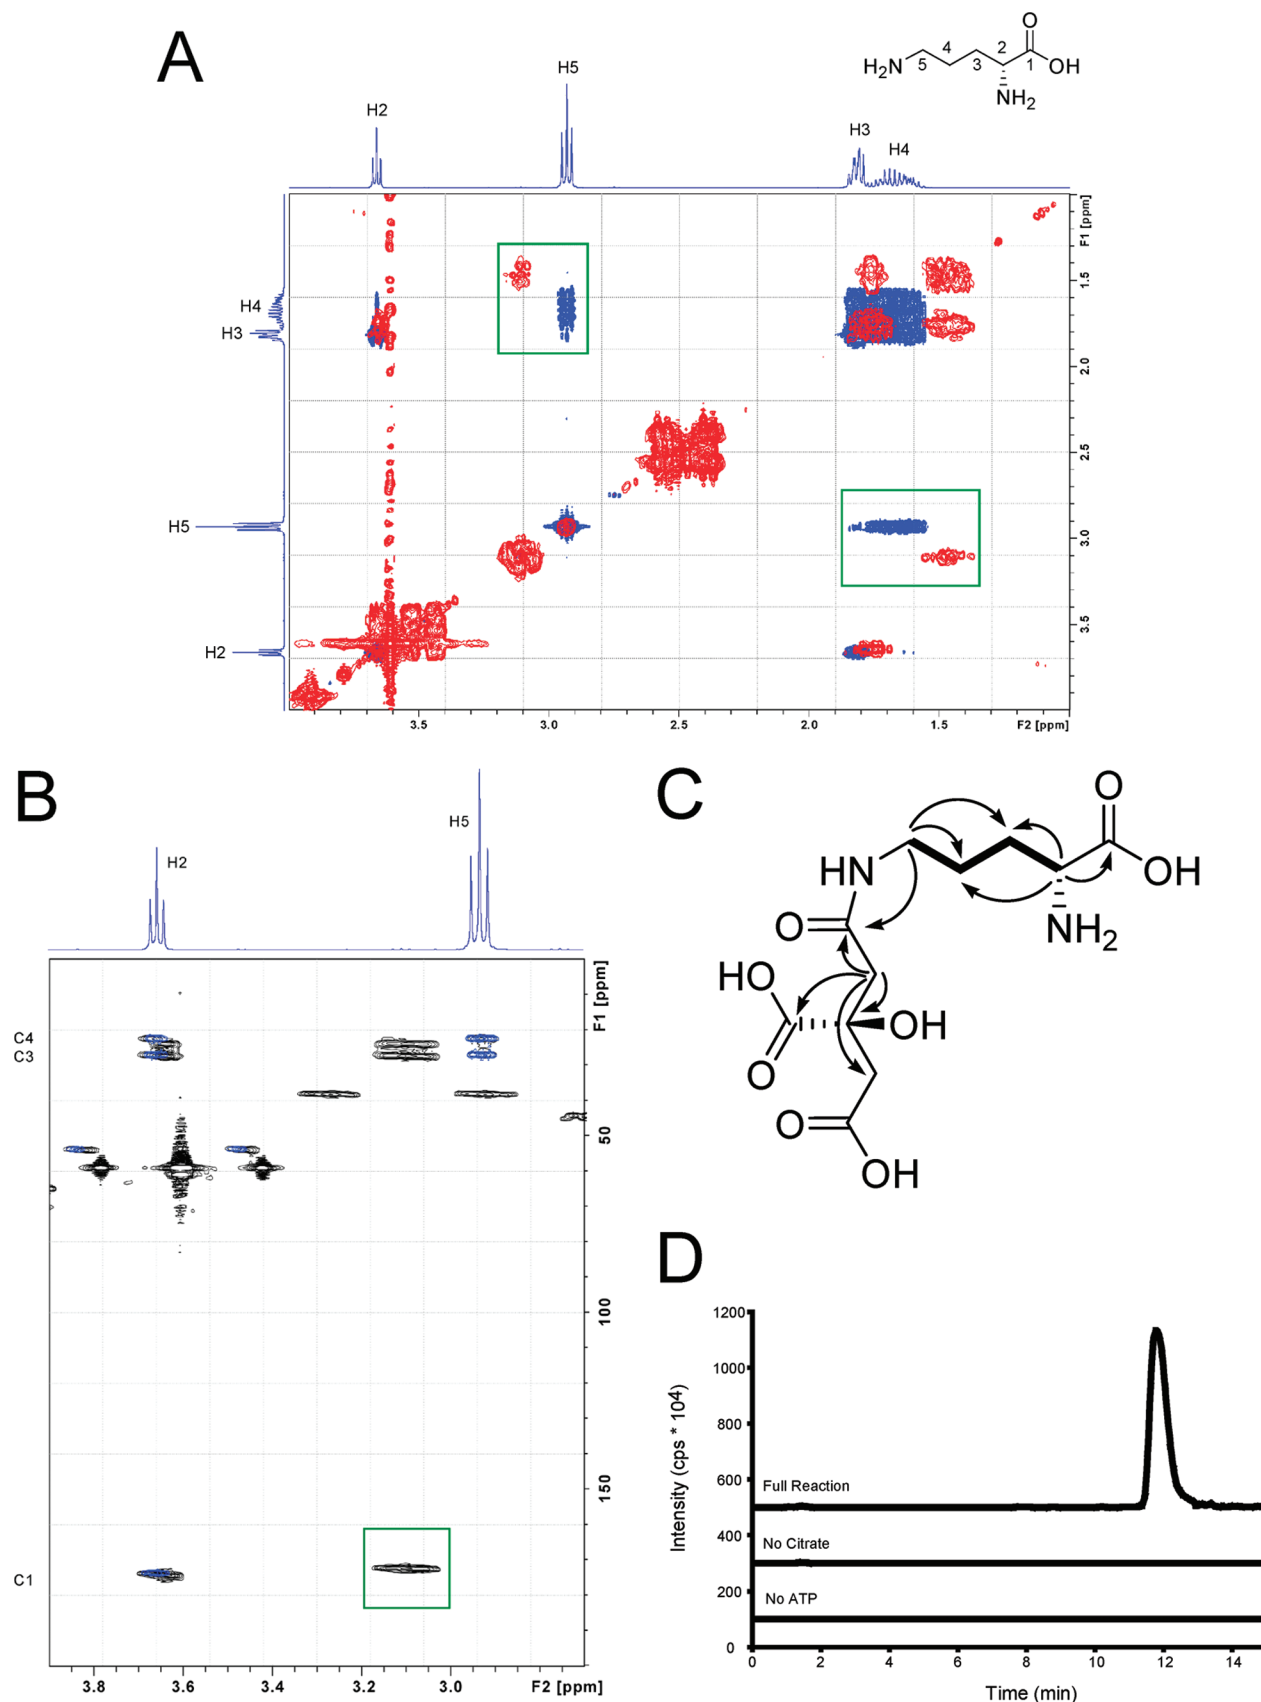 A
H5
H2
H3
H4
O
4
2
5
3
1
H2N
OH
NH2
F1 [ppm]
1.5
H4
H3
2.0
2.5
H5
3.0
3.5
H2
3.5
3.0
2.5
2.0
1.5
F2 [ppm]
B
H5
H2
F1 [ppm]
C4
C3
50
100
150
C1
3.8
3.6
3.4
3.2
3.0
F2 [ppm]
C
O
HN
OH
O
NH2
HO
OH
O
O
OH
D
1200
1000
800
600
400
200
0
Intensity (cps * 104)
Full Reaction
No Citrate
No ATP
0
2
4
6
8
10
12
14
Time (min)